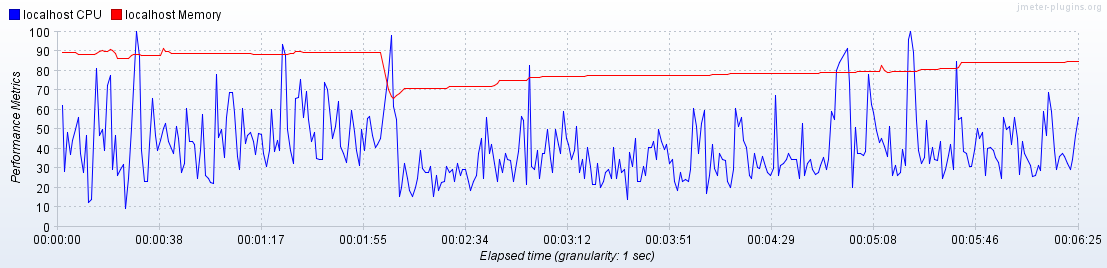 localhost CPU localhost Memory
jmeter-plugins.org
100
90
80
70
60
50
40
30
20
10
0
Performance Metrics
00:00:00 00:00:38 00:01:17 00:01:55 00:02:34 00:03:12 00:03:51 00:04:29 00:05:08 00:05:46 00:06:25
Elapsed time (granularity: 1 sec)